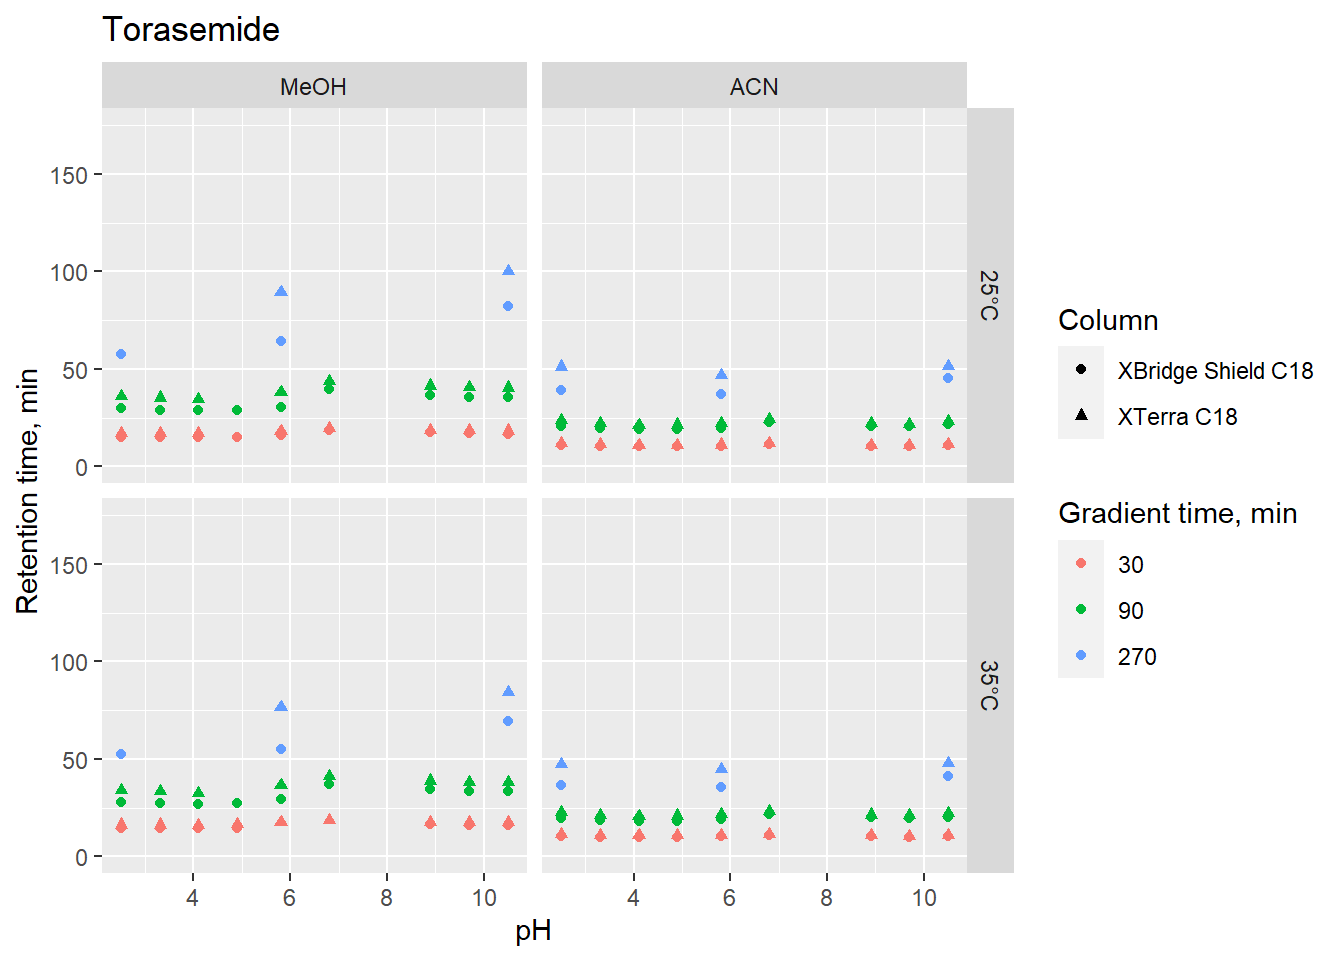 Torasemide
MeOH
ACN
150
100
50
0
25°C
150
100
50
0
35°C
4
6
8
10
4
6
8
10
pH
Retention time, min
Column
XBridge Shield C18
XTerra C18
Gradient time, min
30
90
270